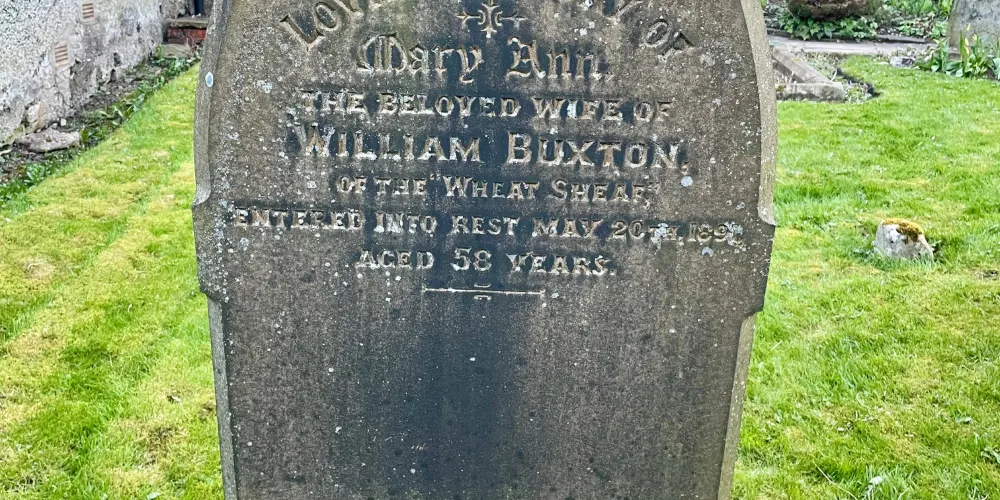 OF
Mary Ann.
THE BELOVED WIFE OF
WILLIAM BUXTON,
OF THE "WHEAT SHEAF,"
ENTERED INTO REST MAY 20TH,
AGED 58 YEARS.